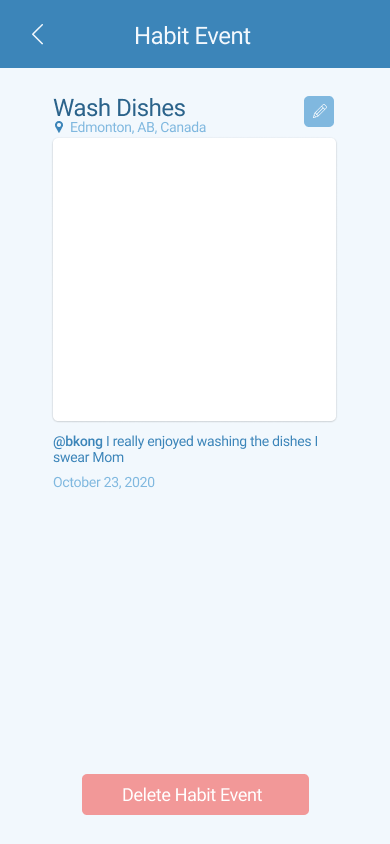 Habit Event
Wash Dishes
Edmonton, AB, Canada
@bkong I really enjoyed washing the dishes I
swear Mom
October 23, 2020
Delete Habit Event